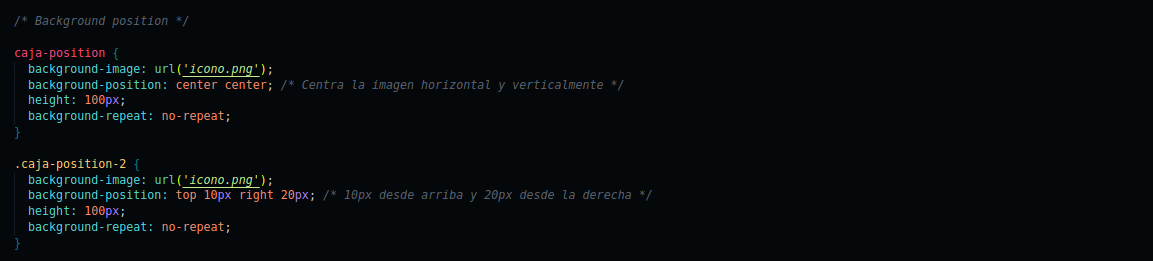 /* Background position */
caja-position {
background-image: url('icono.png');
background-position: center center; /* Centra la imagen horizontal y verticalmente */
height: 100px;
background-repeat: no-repeat;
}
.caja-position-2 {
background-image: url('icono.png');
background-position: top 10px right 20px; /* 10px desde arriba y 20px desde la derecha */
height: 100px;
background-repeat: no-repeat;
}